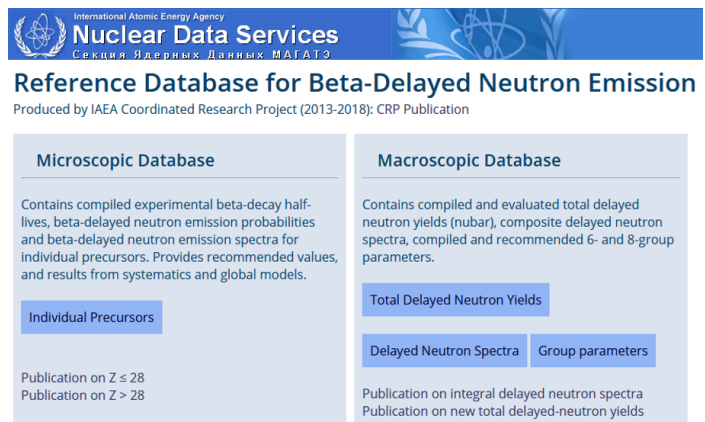 International Atomic Energy Agency
Nuclear Data Services
Секция Ядерных Данных МАГАТЭ
Reference Database for Beta-Delayed Neutron Emission
Produced by IAEA Coordinated Research Project (2013-2018): CRP Publication
Microscopic Database
Contains compiled experimental beta-decay half-
lives, beta-delayed neutron emission probabilities
and beta-delayed neutron emission spectra for
individual precursors. Provides recommended values,
and results from systematics and global models.
Individual Precursors
Publication on Z ≤ 28
Publication on Z > 28
Macroscopic Database
Contains compiled and evaluated total delayed
neutron yields (nubar), composite delayed neutron
spectra, compiled and recommended 6- and 8-group
parameters.
Total Delayed Neutron Yields
Delayed Neutron Spectra
Group parameters
Publication on integral delayed neutron spectra
Publication on new total delayed-neutron yields